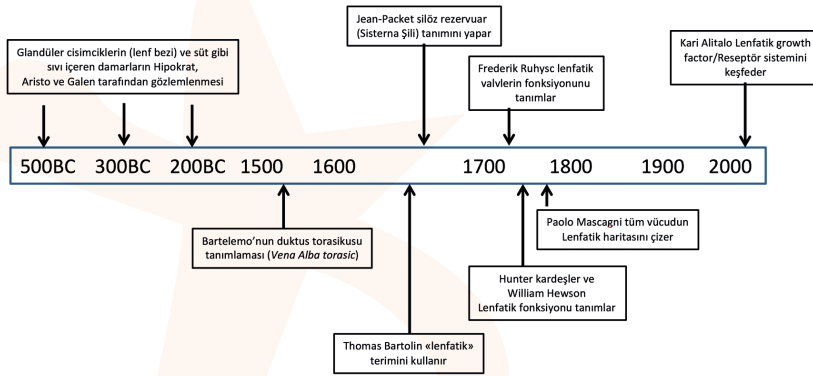 Glandüler cisimciklerin (lenf bezi) ve süt gibi
sıvı içeren damarların Hipokrat,
Aristo ve Galen tarafından gözlemlenmesi
Jean-Packet silöz rezervuar
(Sisterna Şili) tanımını yapar
Frederik Ruhysc lenfatik
valvlerin fonksiyonunu
tanımlar
Kari Alitalo Lenfatik growth
factor/Reseptör sistemini
keşfeder
500BC 300BC 200BC 1500 1600 1700 1800 1900 2000
Bartelemo’nun duktus torasikusu
tanımlaması (Vena Alba torasic)
Thomas Bartolin «lenfatik»
terimini kullanır
Hunter kardeşler ve
William Hewson
Lenfatik fonksiyonu tanımlar
Paolo Mascagni tüm vücudun
Lenfatik haritasını çizer